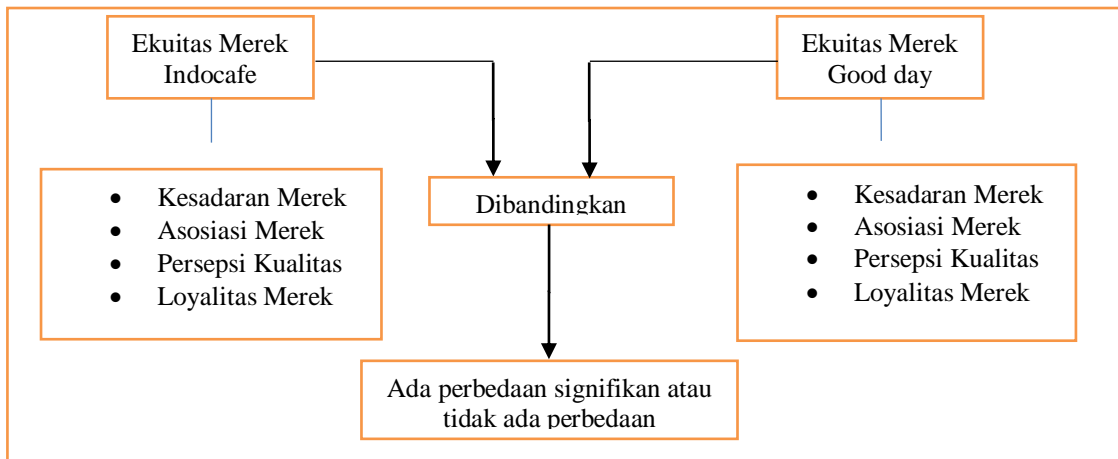 Ekuitas Merek
Indocafe
Ekuitas Merek
Good day
• Kesadaran Merek
• Asosiasi Merek
• Persepsi Kualitas
• Loyalitas Merek
Dibandingkan
• Kesadaran Merek
• Asosiasi Merek
• Persepsi Kualitas
• Loyalitas Merek
Ada perbedaan signifikan atau
tidak ada perbedaan